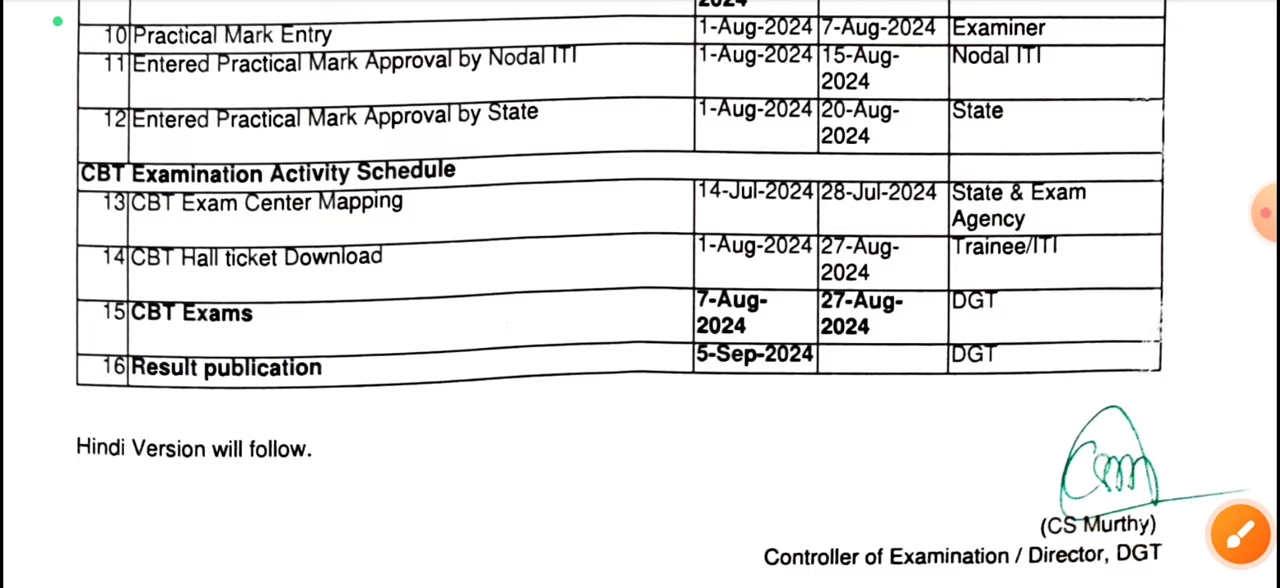 2024
10 Practical Mark Entry 1-Aug-2024 7-Aug-2024 Examiner
11 Entered Practical Mark Approval by Nodal ITI 1-Aug-2024 15-Aug-
2024 Nodal ITI
12 Entered Practical Mark Approval by State 1-Aug-2024 20-Aug-
2024 State
CBT Examination Activity Schedule
13 CBT Exam Center Mapping 14-Jul-2024 28-Jul-2024 State & Exam
Agency
14 CBT Hall ticket Download 1-Aug-2024 27-Aug-
2024 Trainee/ITI
15 CBT Exams 7-Aug-
2024 27-Aug-
2024 DGT
16 Result publication 5-Sep-2024 DGT
Hindi Version will follow.
(CS Murthy)
Controller of Examination / Director, DGT